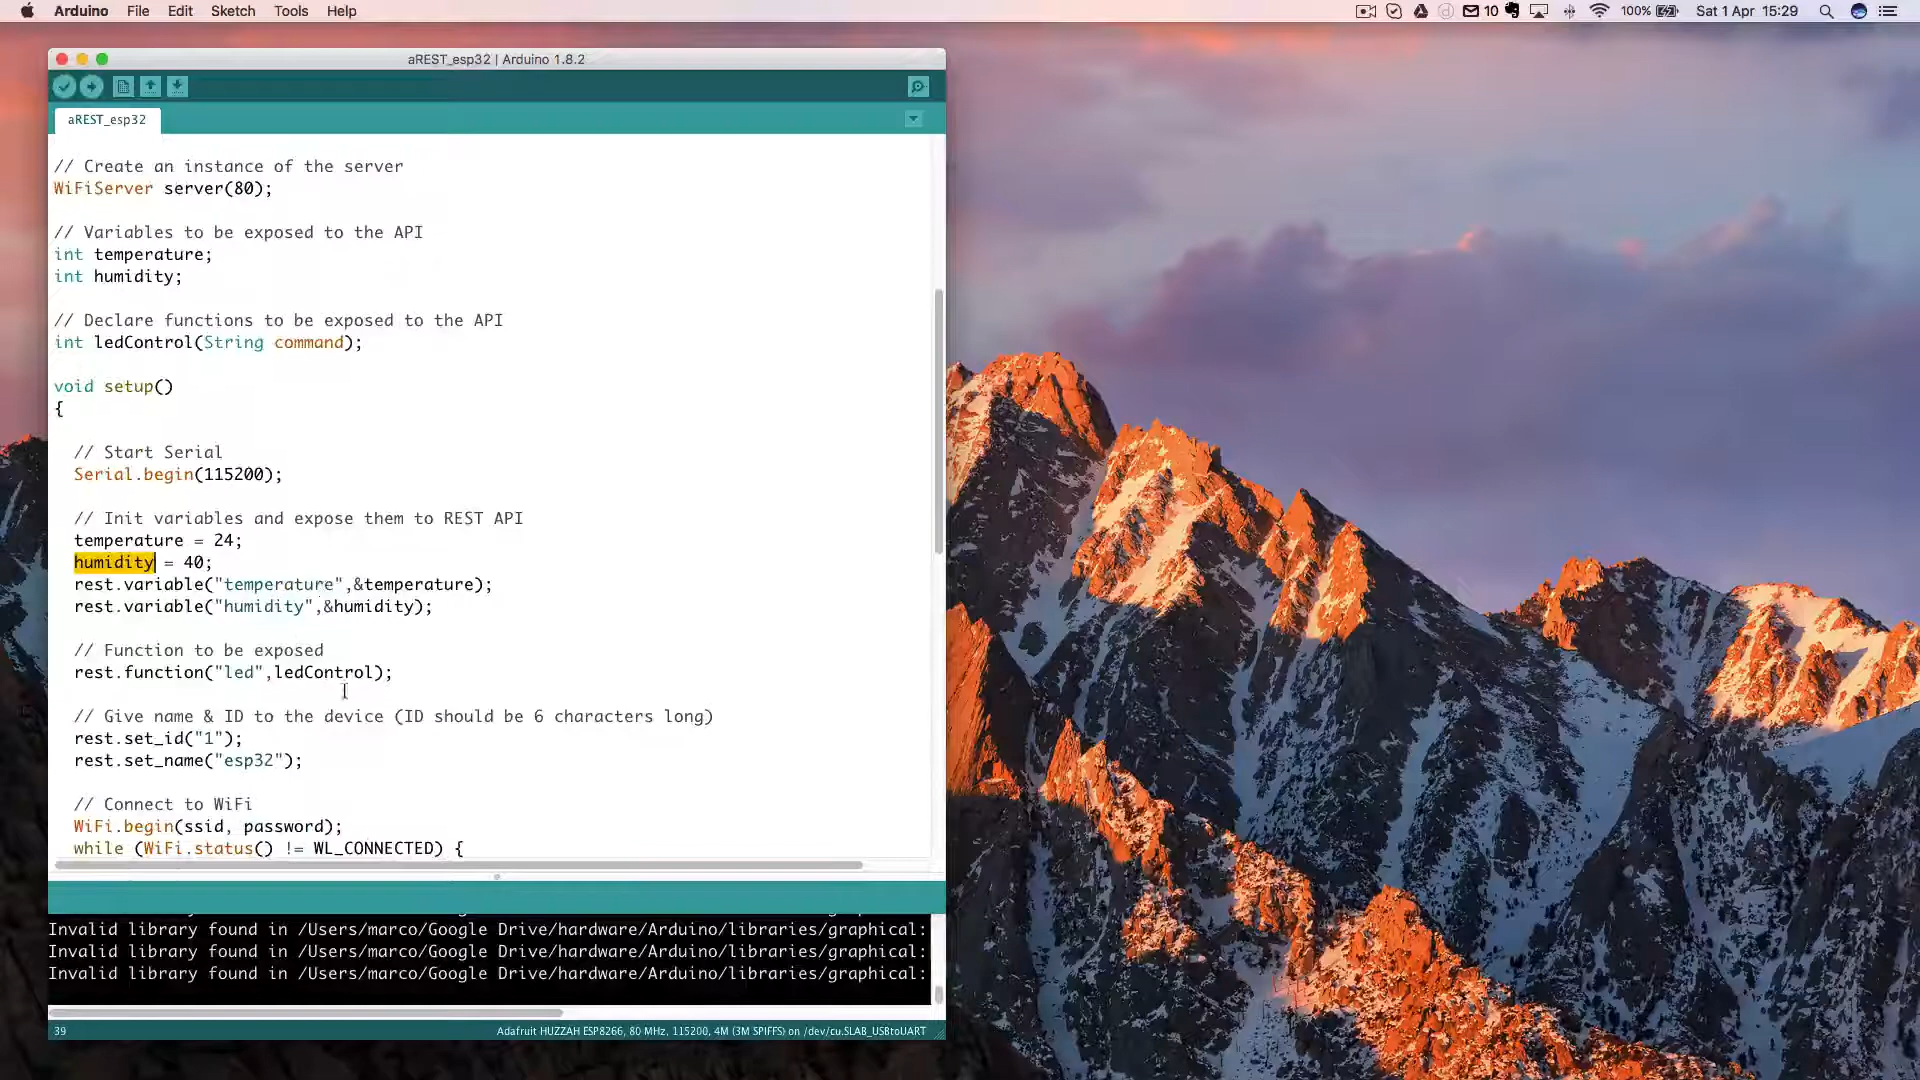 Arduino File Edit Sketch Tools Help
10 100% Sat 1 Apr 15:29
aREST_esp32 | Arduino 1.8.2
aREST_esp32
// Create an instance of the server
WiFiServer server(80);
// Variables to be exposed to the API
int temperature;
int humidity;
// Declare functions to be exposed to the API
int ledControl(String command);
void setup()
{
// Start Serial
Serial.begin(115200);
// Init variables and expose them to REST API
temperature = 24;
humidity = 40;
rest.variable("temperature",&temperature);
rest.variable("humidity",&humidity);
// Function to be exposed
rest.function("led",ledControl);
// Give name & ID to the device (ID should be 6 characters long)
rest.set_id("1");
rest.set_name("esp32");
// Connect to WiFi
WiFi.begin(ssid, password);
while (WiFi.status() != WL_CONNECTED) {
Invalid library found in /Users/marco/Google Drive/hardware/Arduino/libraries/graphical:
Invalid library found in /Users/marco/Google Drive/hardware/Arduino/libraries/graphical:
Invalid library found in /Users/marco/Google Drive/hardware/Arduino/libraries/graphical:
39 Adafruit HUZZAH ESP8266, 80 MHz, 115200, 4M (3M SPIFFS) on /dev/cu.SLAB_USBtoUART